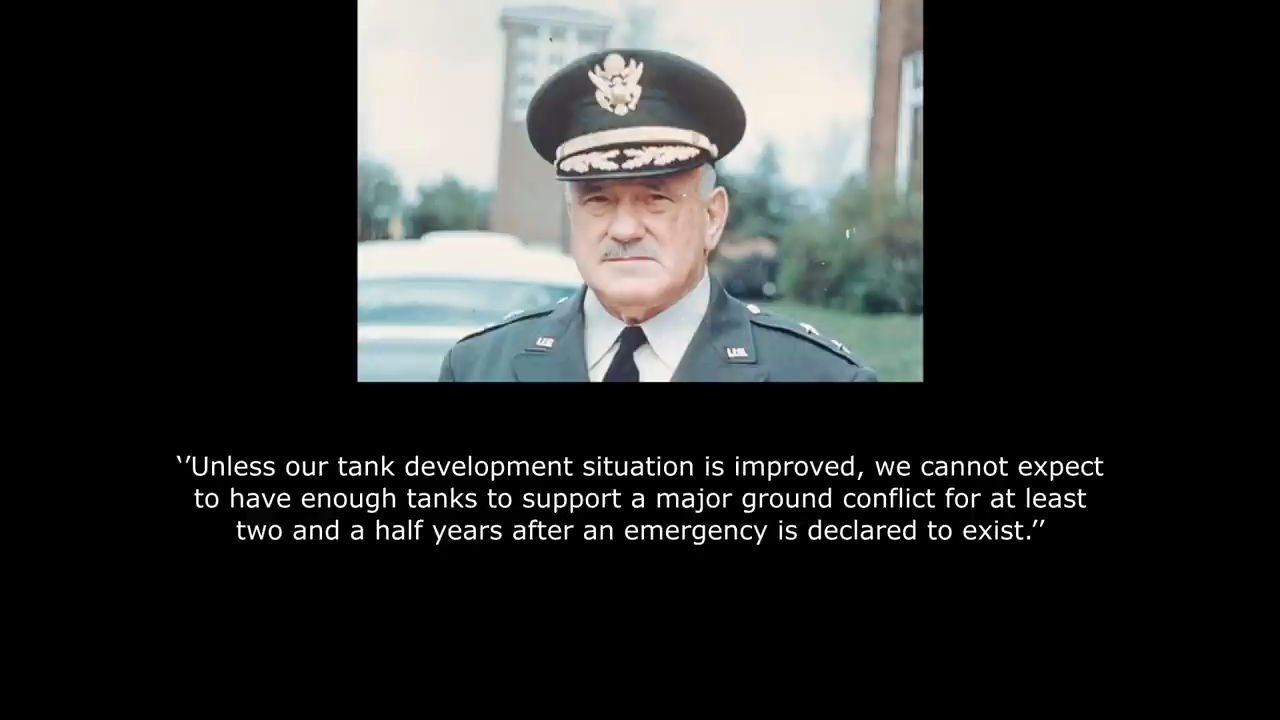 U.S.
U.S.
‘’Unless our tank development situation is improved, we cannot expect
to have enough tanks to support a major ground conflict for at least
two and a half years after an emergency is declared to exist.’’